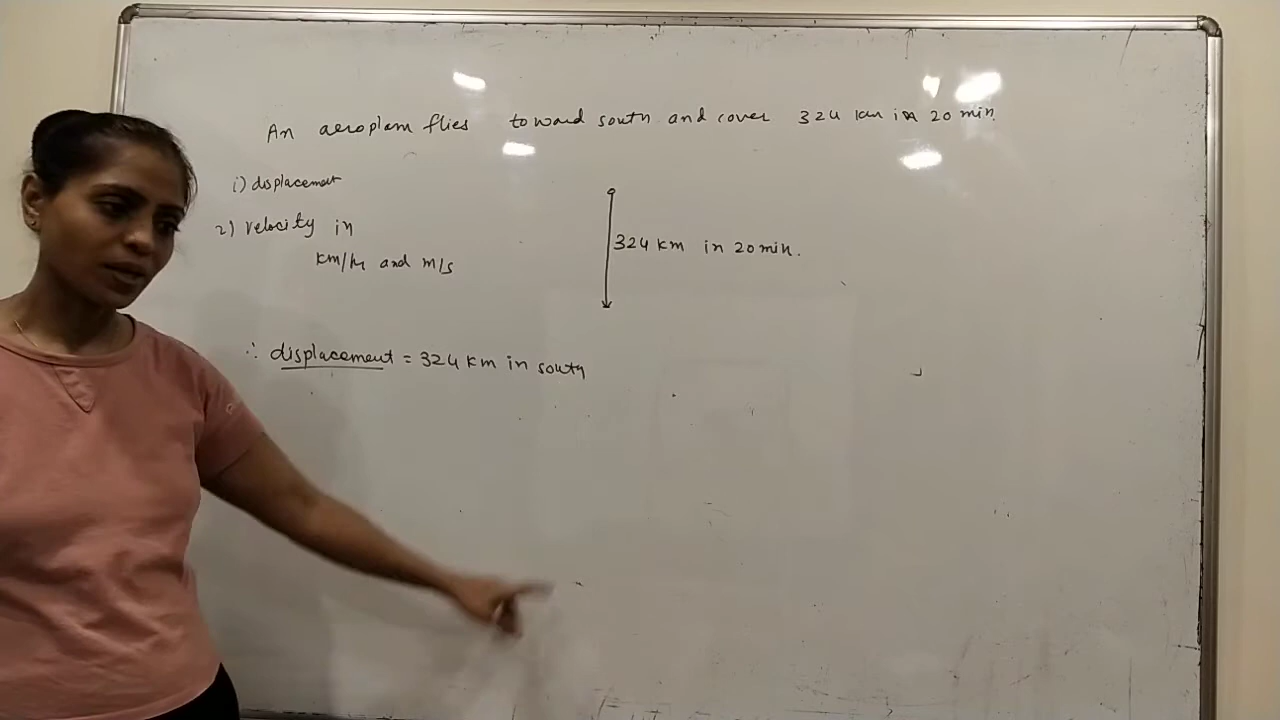 An aeroplam flies toward south and cover 324 km in 20 min.
i) displacement
2) velocity in
km/hr and m/s
324 km in 20 min.
∴ displacement = 324 km in south